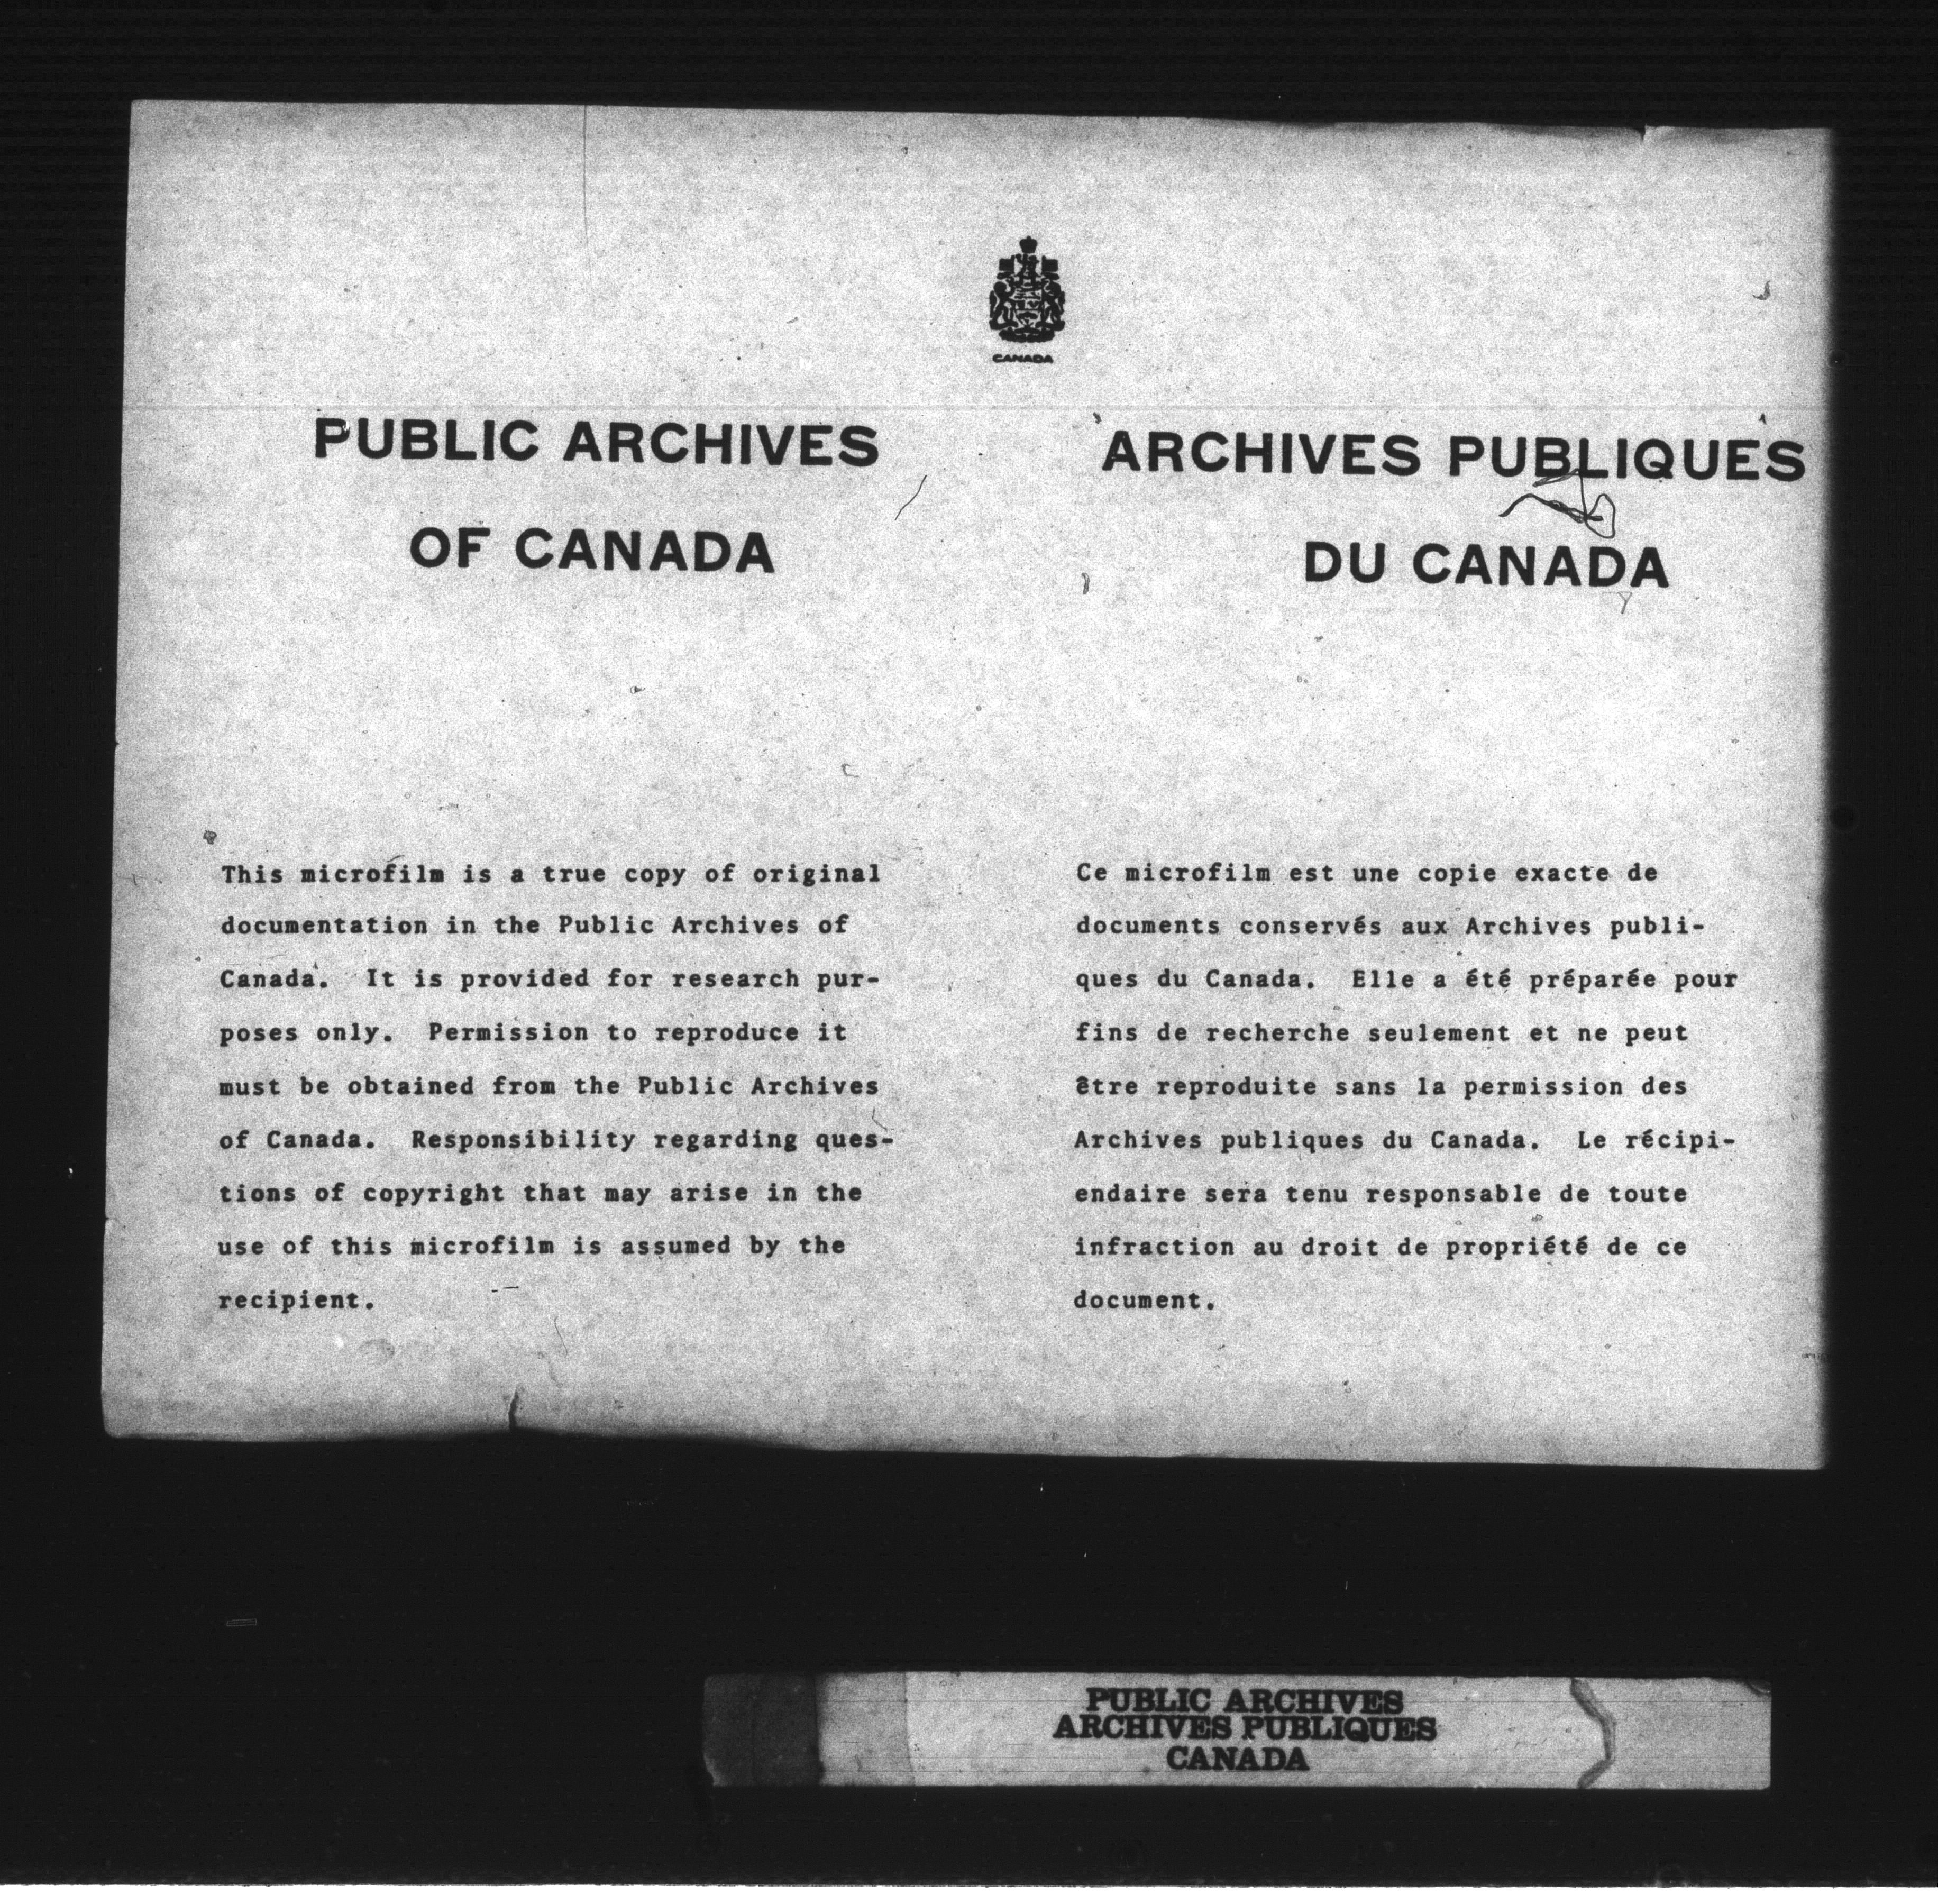 CANADA
PUBLIC ARCHIVES
OF CANADA
This microfilm is a true copy of original
documentation in the Public Archives of
Canada. It is provided for research pur-
poses only. Permission to reproduce it
must be obtained from the Public Archives
of Canada. Responsibility regarding ques-
tions of copyright that may arise in the
use of this microfilm is assumed by the
recipient.
ARCHIVES PUBLIQUES
DU CANADA
Ce microfilm est une copie exacte de
documents conservés aux Archives publi-
ques du Canada. Elle a été préparée pour
fins de recherche seulement et ne peut
être reproduite sans la permission des
Archives publiques du Canada. Le récipi-
endaire sera tenu responsable de toute
infraction au droit de propriété de ce
document.
PUBLIC ARCHIVES
ARCHIVES PUBLIQUES
CANADA